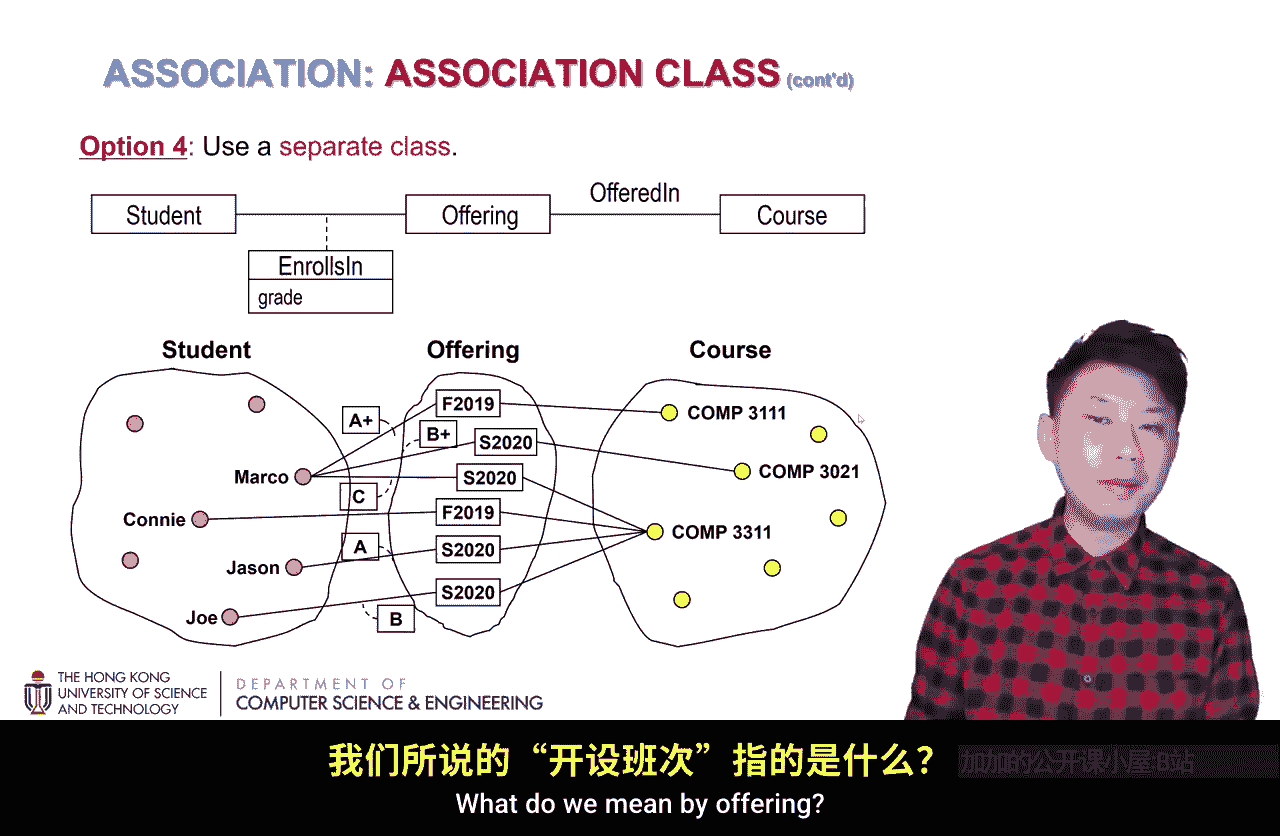 ASSOCIATION: ASSOCIATION CLASS (cont'd)
Option 4: Use a separate class.
Student
Offering
OfferedIn
Course
EnrollsIn
grade
Student
Offering
Course
A+
F2019
COMP 3111
B+
S2020
Marco
S2020
COMP 3021
C
Connie
F2019
COMP 3311
A
S2020
Jason
Joe
S2020
B
THE HONG KONG
UNIVERSITY OF SCIENCE
AND TECHNOLOGY
DEPARTMENT OF
COMPUTER SCIENCE & ENGINEERING
我们所说的“开设班次”指的是什么?
加加的公开课小屋 B站
What do we mean by offering?